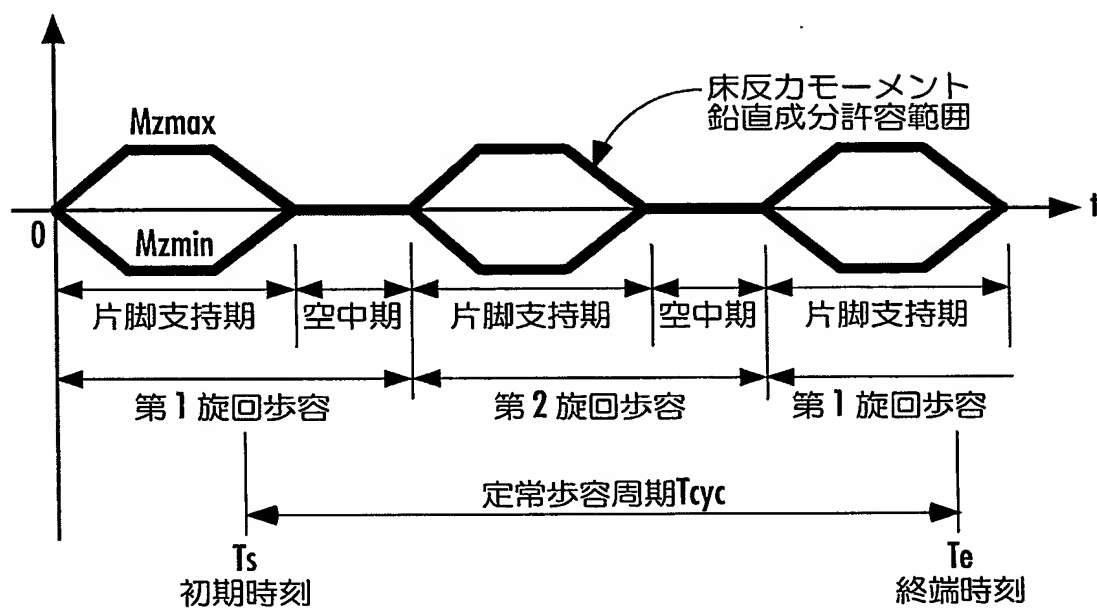 床反力モーメント
鉛直成分許容範囲
Mzmax
t
0
Mzmin
片脚支持期 空中期 片脚支持期 空中期 片脚支持期
第1旋回歩容 第2旋回歩容 第1旋回歩容
定常歩容周期Tcyc
Ts Te
初期時刻 終端時刻